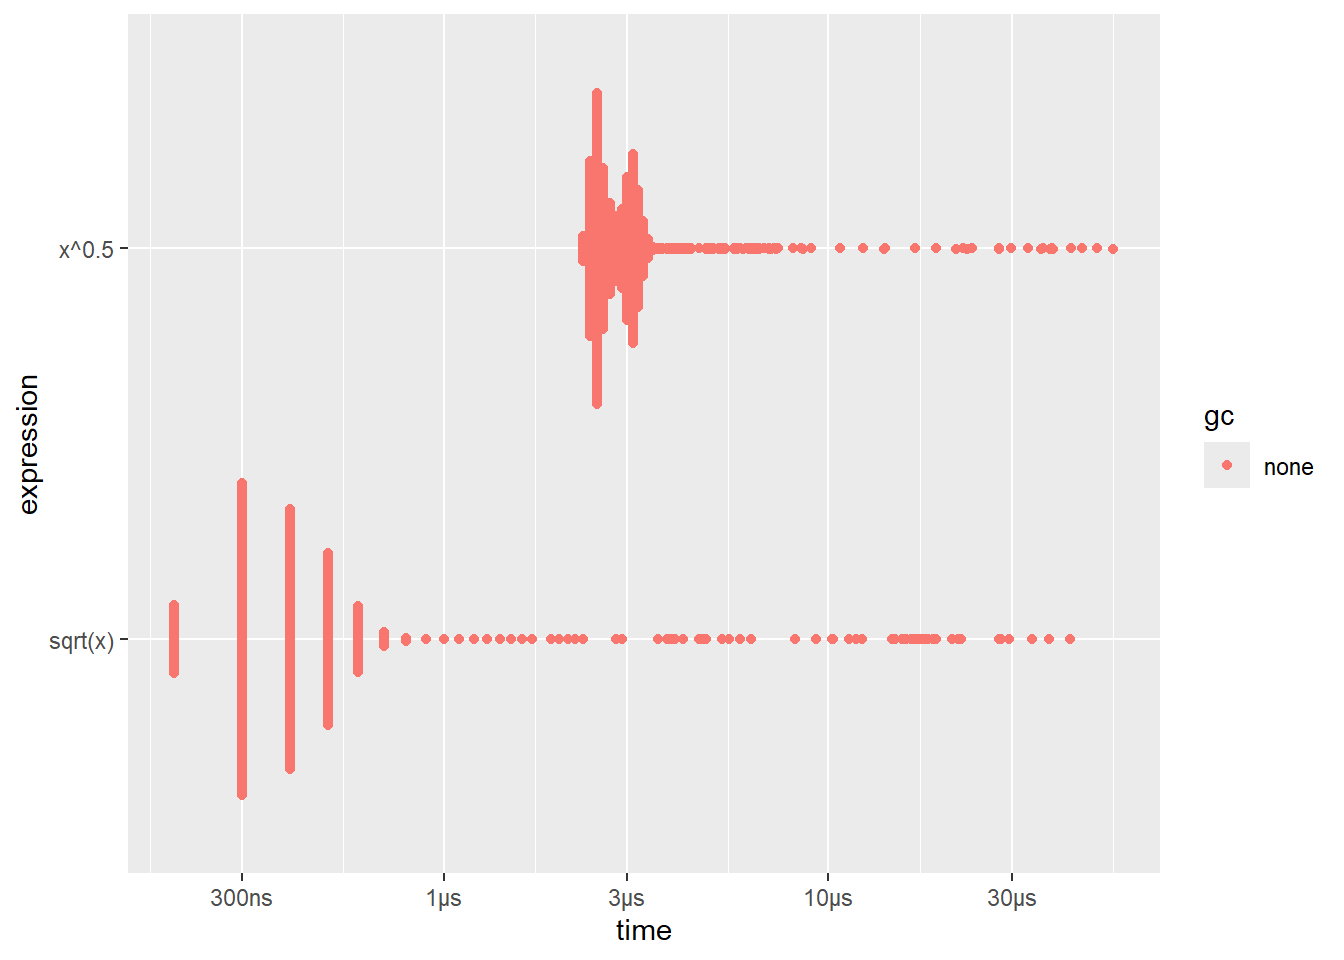 x^0.5
sqrt(x)
expression
300ns
1µs
3µs
10µs
30µs
time
gc
none